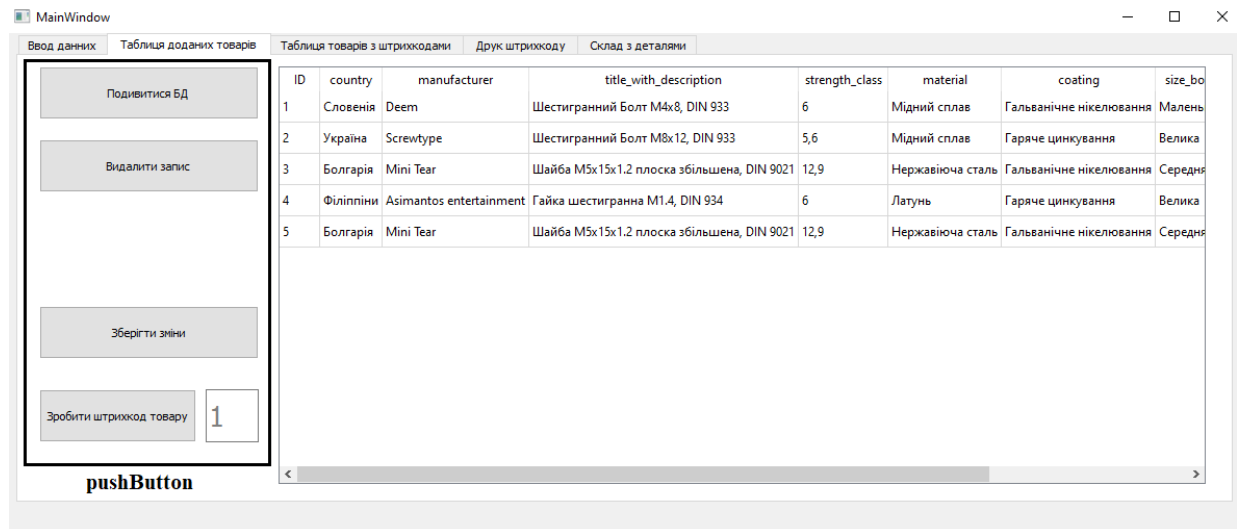 MainWindow
Ввод данних Таблиця доданих товарів Таблиця товарів з штрихкодами Друк штрихкоду Склад з деталями
Подивитися БД
Видалити запис
Зберігти зміни
Зробити штрихкод товару 1
pushButton
ID country manufacturer title_with_description strength_class material coating size_bo
1 Словенія Deem Шестигранний Болт М4х8, DIN 933 6 Мідний сплав Гальванічне нікелювання Малень
2 Україна Screwtype Шестигранний Болт М8х12, DIN 933 5,6 Мідний сплав Гаряче цинкування Велика
3 Болгарія Mini Tear Шайба М5х15х1.2 плоска збільшена, DIN 9021 12,9 Нержавіюча сталь Гальванічне нікелювання Середня
4 Філіппіни Asimantos entertainment Гайка шестигранна М1.4, DIN 934 6 Латунь Гаряче цинкування Велика
5 Болгарія Mini Tear Шайба М5х15х1.2 плоска збільшена, DIN 9021 12,9 Нержавіюча сталь Гальванічне нікелювання Середня